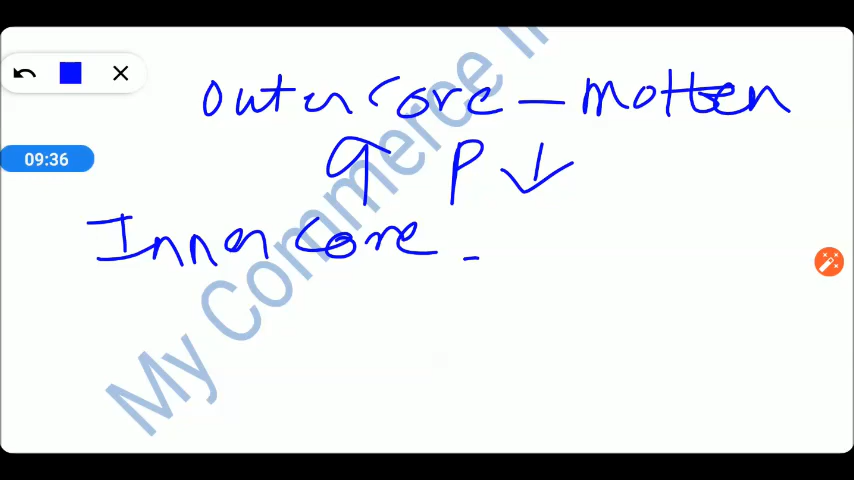 Outer Core — Molten
↑ P ↓
09:36
Inner Core -
My Commerce